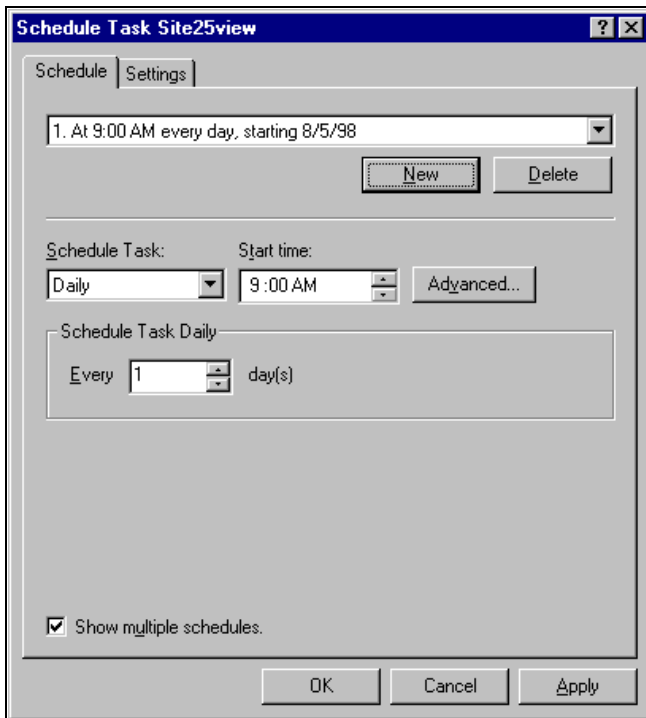 Schedule Task Site25view
Schedule Settings
1. At 9:00 AM every day, starting 8/5/98
New Delete
Schedule Task: Start time:
Daily 9:00 AM Advanced...
Schedule Task Daily
Every 1 day(s)
Show multiple schedules.
OK Cancel Apply